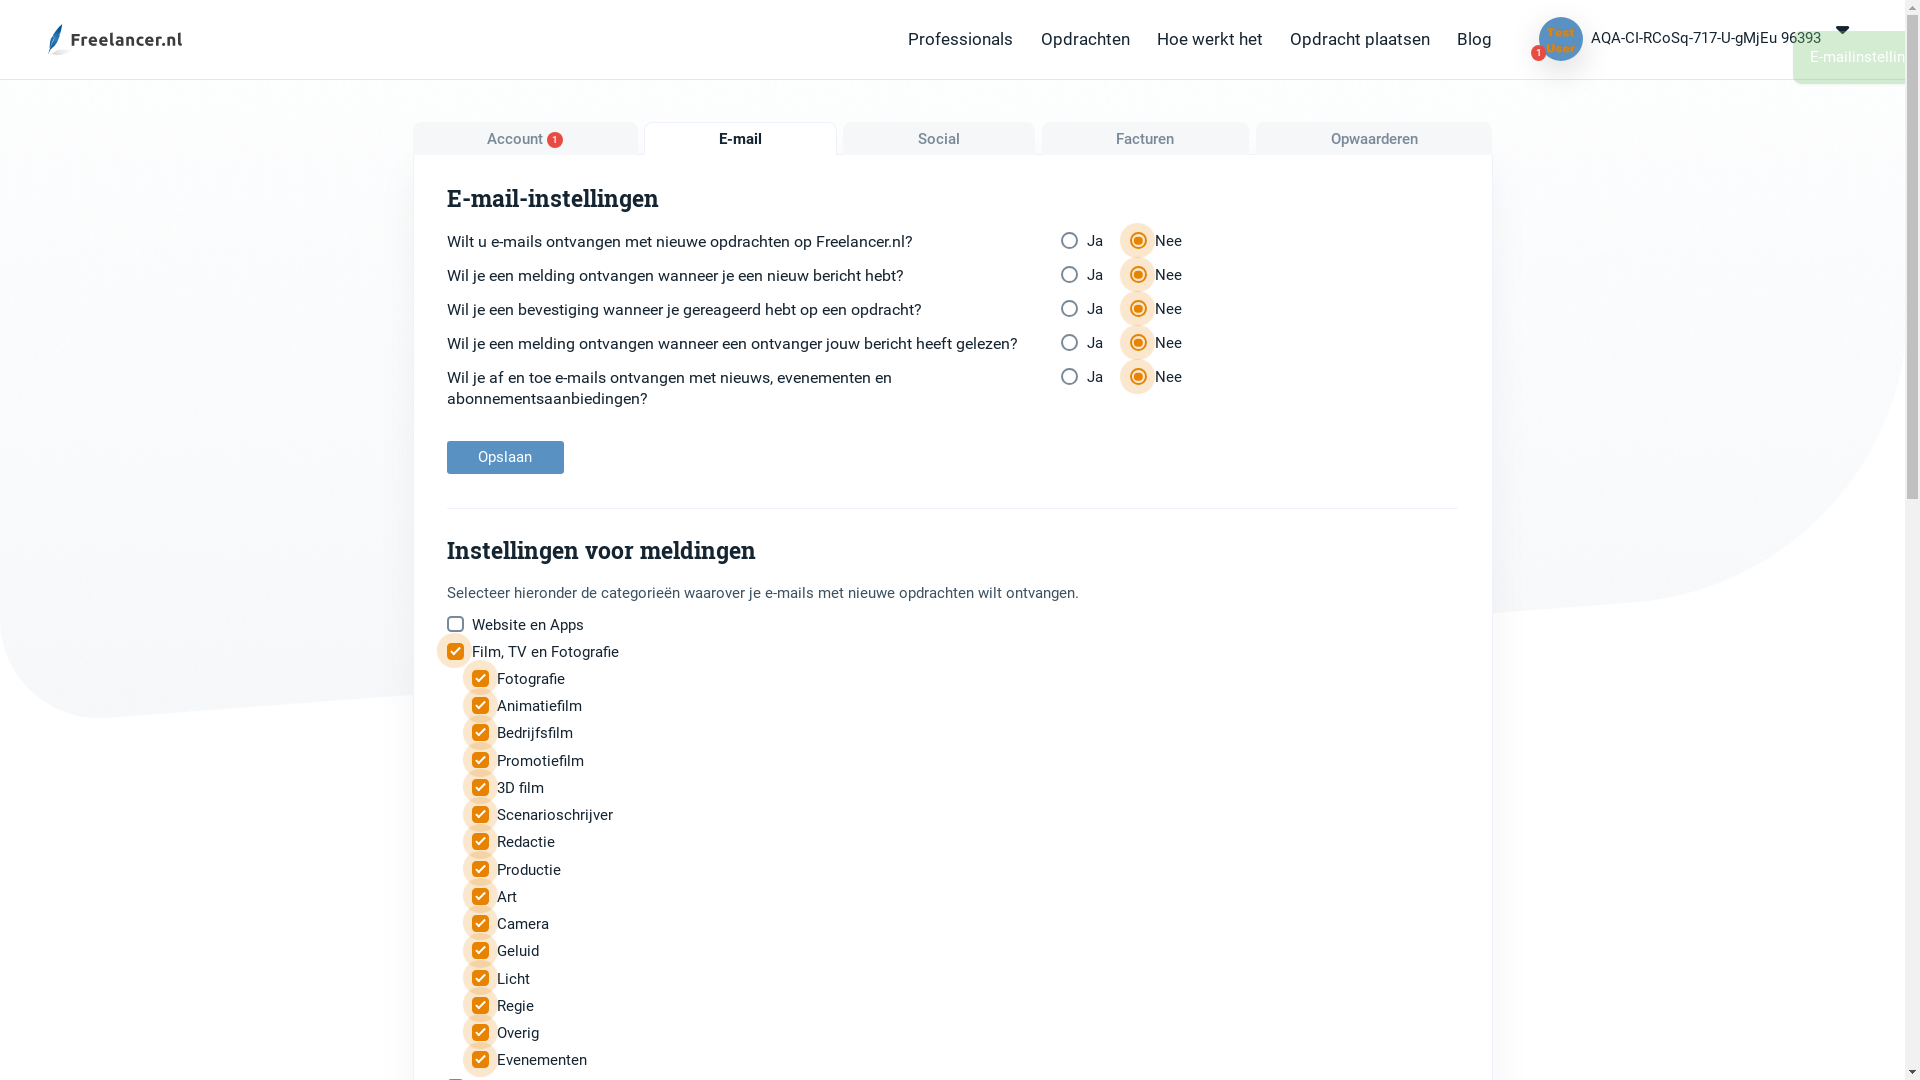 Freelancer.nl
Professionals Opdrachten Hoe werkt het Opdracht plaatsen Blog
Test
User
1
AQA-CI-RCoSq-717-U-gMjEu 96393
Account 1 E-mail Social Facturen Opwaarderen
E-mail-instellingen
Wilt u e-mails ontvangen met nieuwe opdrachten op Freelancer.nl? Ja Nee
Wil je een melding ontvangen wanneer je een nieuw bericht hebt? Ja Nee
Wil je een bevestiging wanneer je gereageerd hebt op een opdracht? Ja Nee
Wil je een melding ontvangen wanneer een ontvanger jouw bericht heeft gelezen? Ja Nee
Wil je af en toe e-mails ontvangen met nieuws, evenementen en Ja Nee
abonnementsaanbiedingen?
Opslaan
Instellingen voor meldingen
Selecteer hieronder de categorieën waarover je e-mails met nieuwe opdrachten wilt ontvangen.
Website en Apps
Film, TV en Fotografie
Fotografie
Animatiefilm
Bedrijfsfilm
Promotiefilm
3D film
Scenarioschrijver
Redactie
Productie
Art
Camera
Geluid
Licht
Regie
Overig
Evenementen